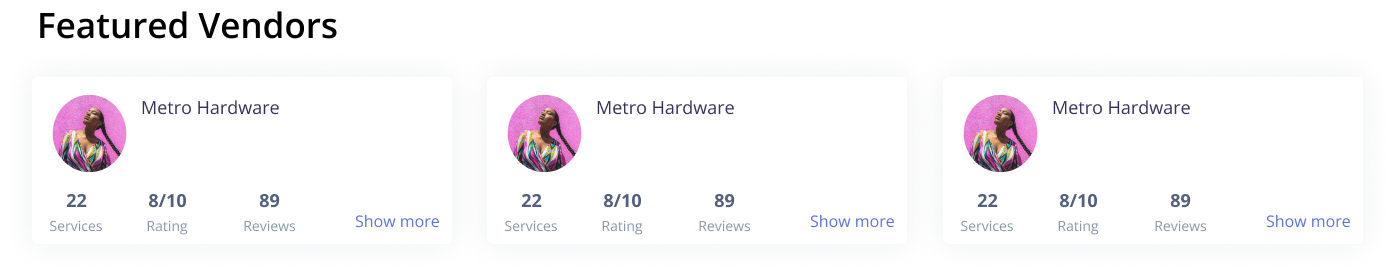 Featured Vendors
Metro Hardware
22 8/10 89
Services Rating Reviews
Show more
Metro Hardware
22 8/10 89
Services Rating Reviews
Show more
Metro Hardware
22 8/10 89
Services Rating Reviews
Show more